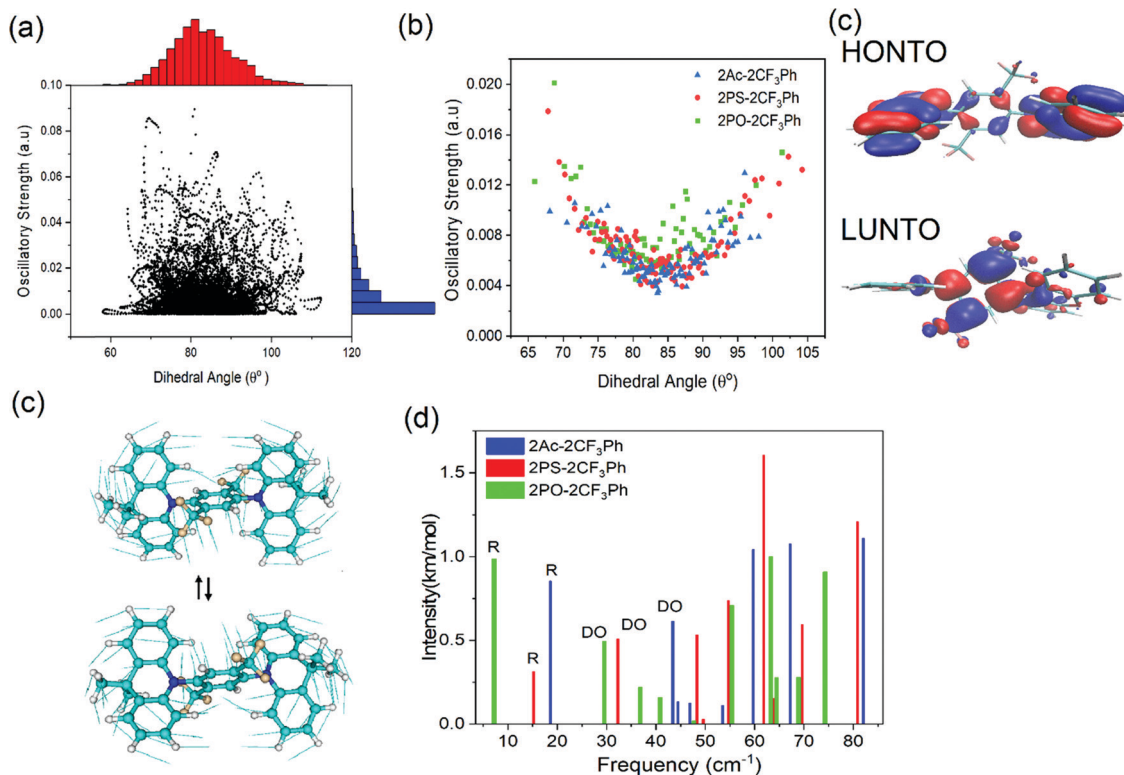 (a)
Oscillatory Strength (a.u)
0.10
0.08
0.06
0.04
0.02
0.00
60
80
100
120
Dihedral Angle (θ°)
(b)
Oscillatory Strength (a.u)
0.020
0.016
0.012
0.008
0.004
0.000
2Ac-2CF₃Ph
2PS-2CF₃Ph
2PO-2CF₃Ph
65 70 75 80 85 90 95 100 105
Dihedral Angle (θ°)
(c)
HONTO
LUNTO
(c)
(d)
Intensity(km/mol)
1.5
1.0
0.5
0.0
2Ac-2CF₃Ph
2PS-2CF₃Ph
2PO-2CF₃Ph
R
R
R
DO
DO
DO
10 20 30 40 50 60 70 80
Frequency (cm⁻¹)